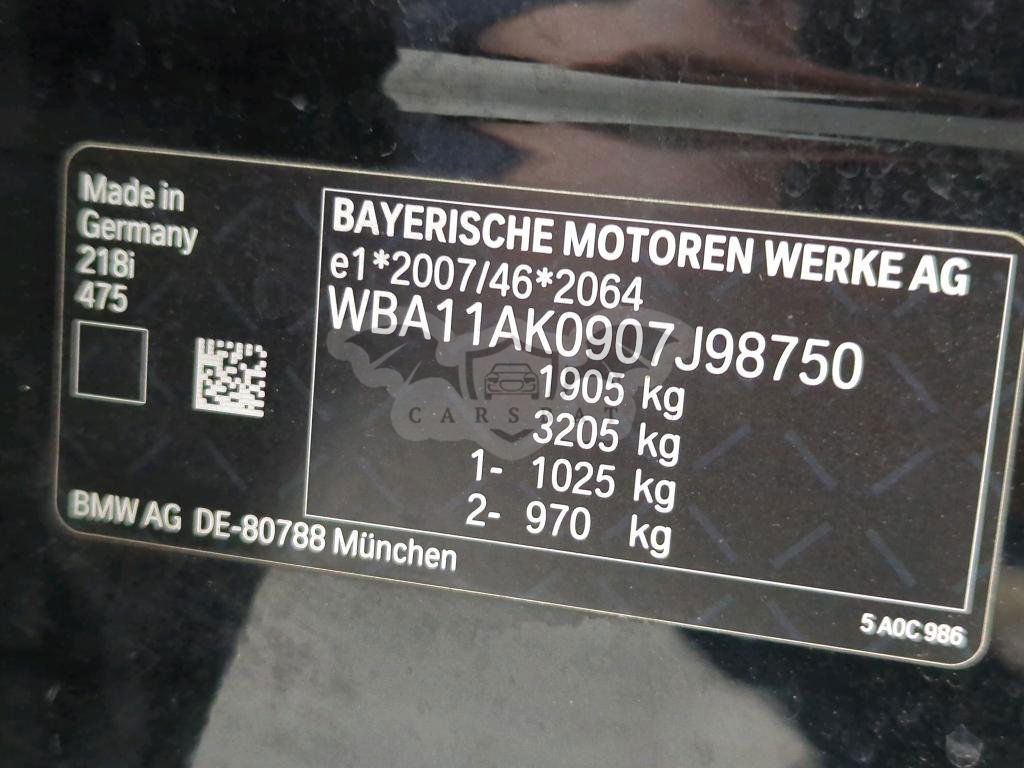 Made in
Germany
218i
475
BAYERISCHE MOTOREN WERKE AG
e1*2007/46*2064
WBA11AK0907J98750
1905 kg
3205 kg
1- 1025 kg
2- 970 kg
CARSTAT
BMW AG DE-80788 München
5 A0C 986